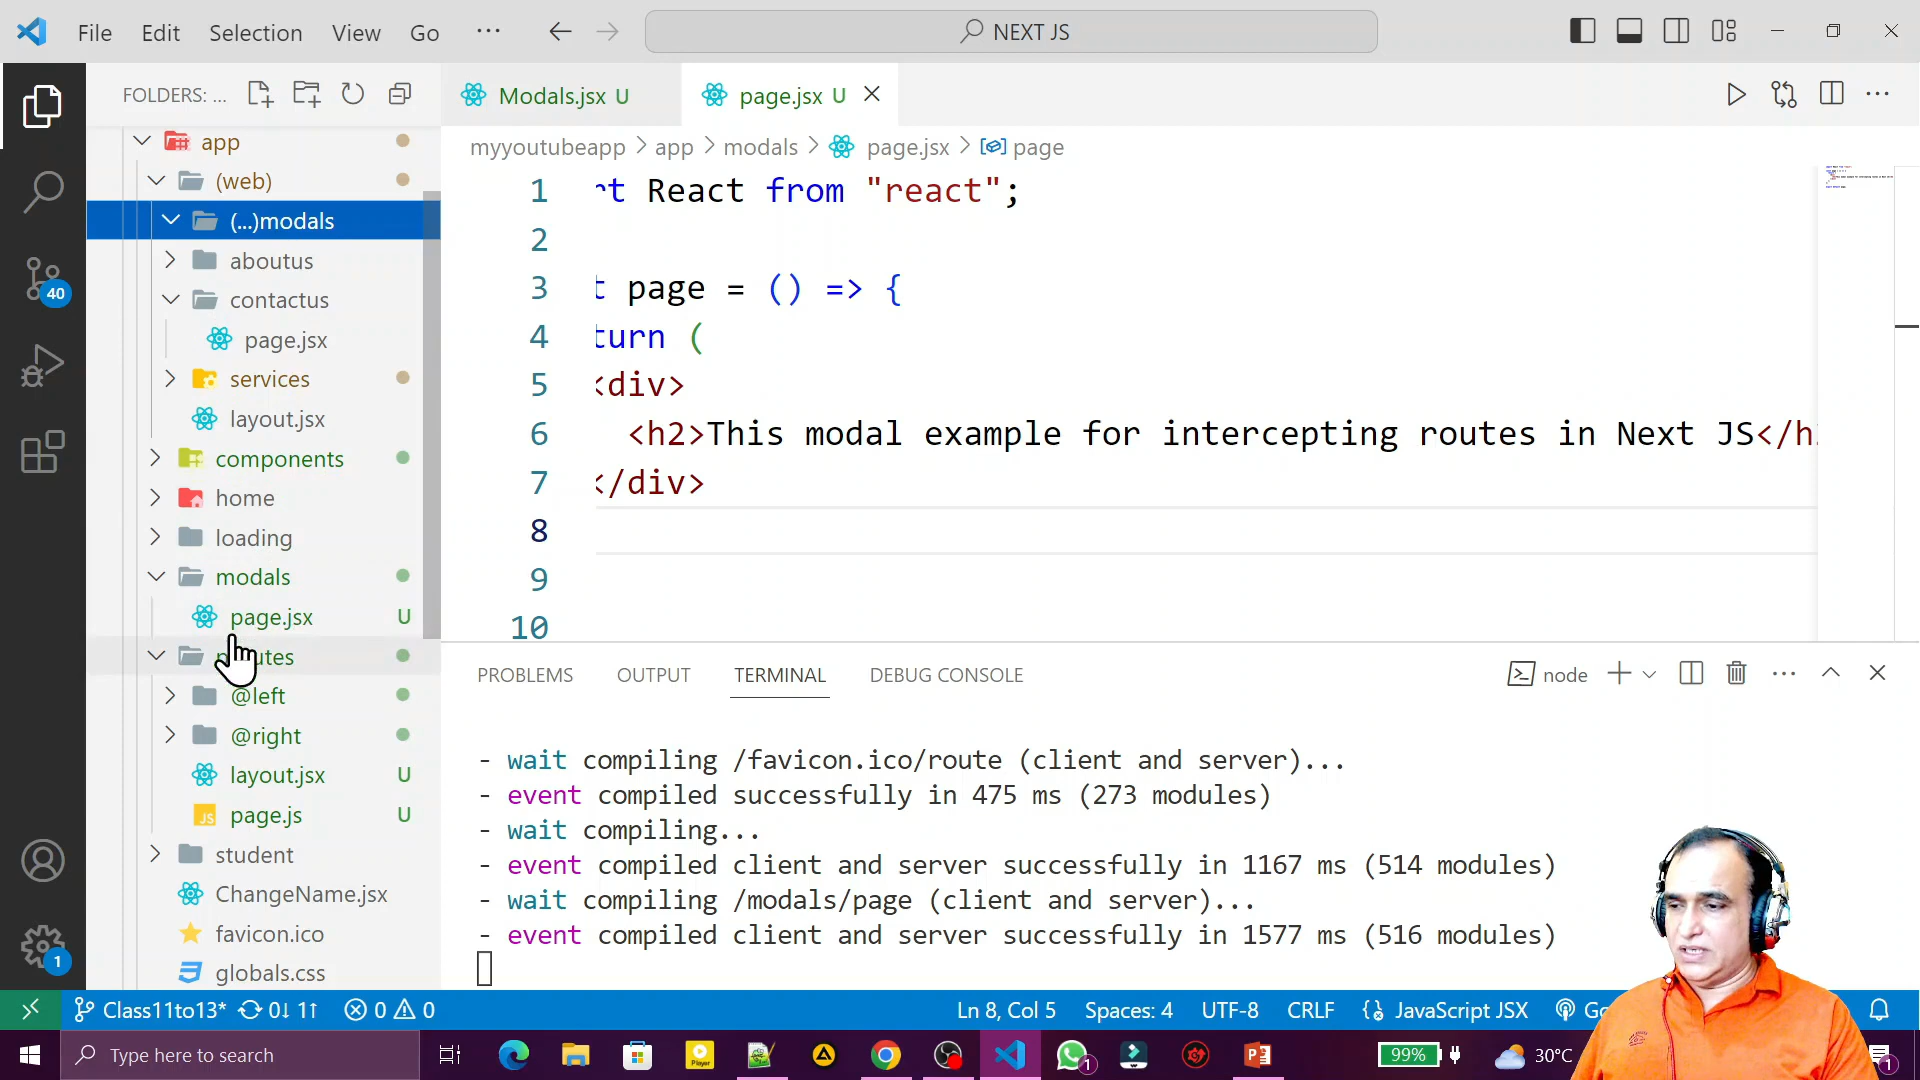 File Edit Selection View Go ... NEXT JS
FOLDERS: ...
Modals.jsx U page.jsx U
myyoutubeapp > app > modals > page.jsx > page
app
(web)
(...)modals
aboutus
contactus
page.jsx
services
layout.jsx
components
home
loading
modals
page.jsx U
@left
@right
layout.jsx U
page.js U
student
ChangeName.jsx
favicon.ico
globals.css
40
1
1 rt React from "react";
2
3 t page = () => {
4 turn (
5 <div>
6 <h2>This modal example for intercepting routes in Next JS</h
7 </div>
8
9
10
PROBLEMS OUTPUT TERMINAL DEBUG CONSOLE node
- wait compiling /favicon.ico/route (client and server)...
- event compiled successfully in 475 ms (273 modules)
- wait compiling...
- event compiled client and server successfully in 1167 ms (514 modules)
- wait compiling /modals/page (client and server)...
- event compiled client and server successfully in 1577 ms (516 modules)
Class11to13* 0↓ 1↑ 0 0 Ln 8, Col 5 Spaces: 4 UTF-8 CRLF JavaScript JSX
Type here to search 1 99% 30°C 1